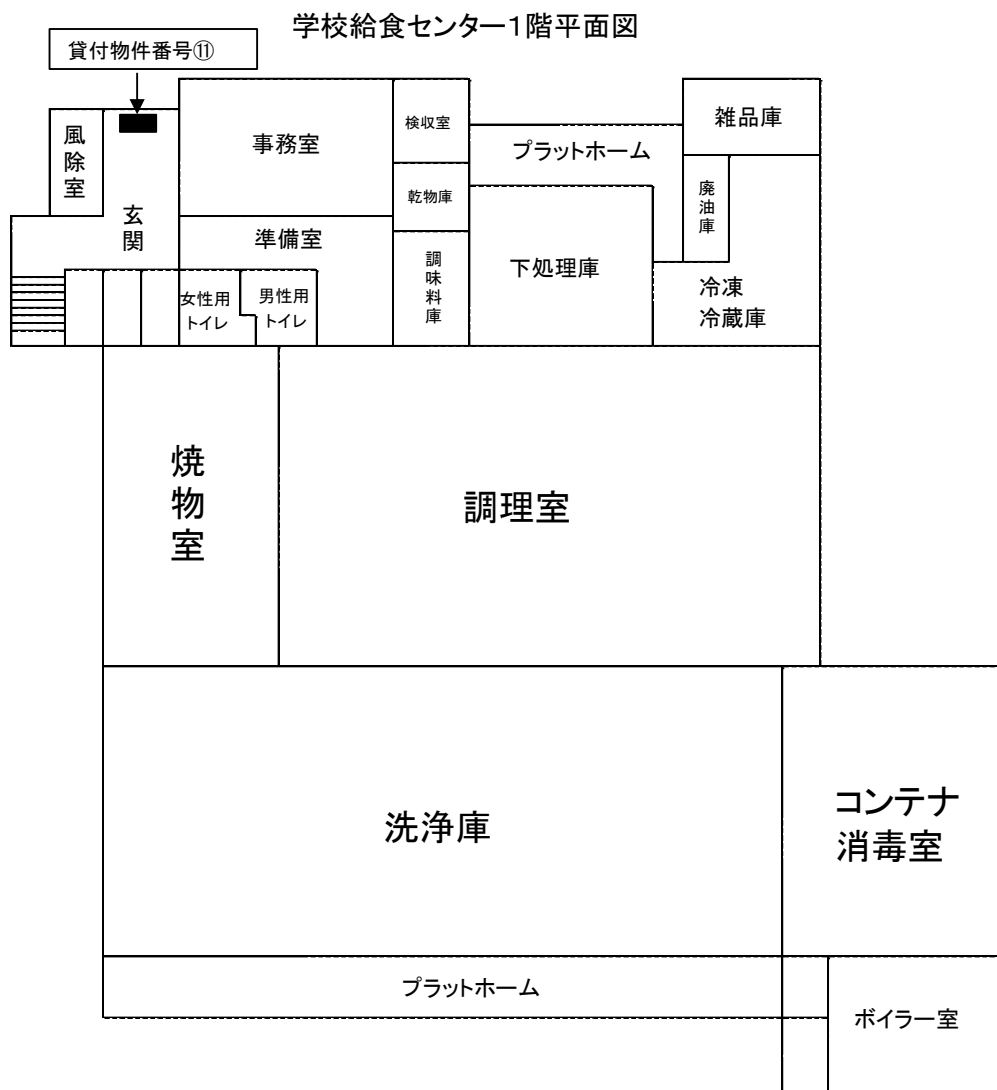 学校給食センター1階平面図
貸付物件番号⑪
風除室
玄関
事務室
検収室
プラットホーム
雑品庫
乾物庫
廃油庫
準備室
調味料庫
下処理庫
冷凍
冷蔵庫
女性用
トイレ
男性用
トイレ
焼物室
調理室
洗浄庫
コンテナ
消毒室
プラットホーム
ボイラー室